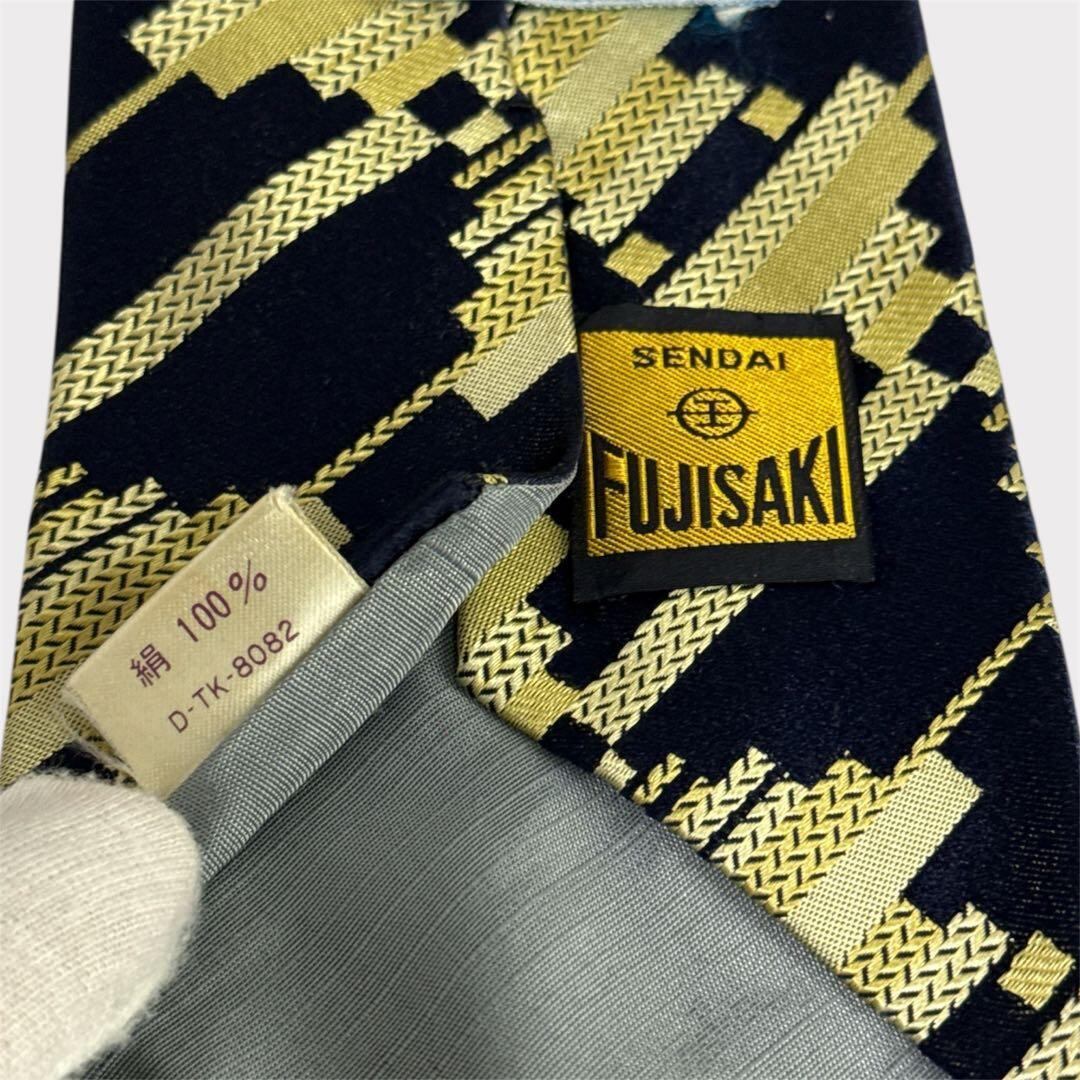 SENDAI
FUJISAKI
絹 100%
D-TK-8082